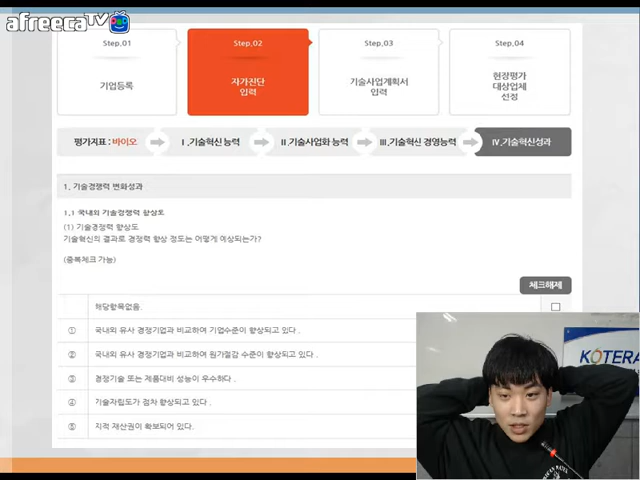 afreecaTV
Step.01
기업등록
Step.02
자가진단
입력
Step.03
기술사업계획서
입력
Step.04
현장평가
대상업체
선정
평가지표 : 바이오
Ⅰ.기술혁신 능력
Ⅱ.기술사업화 능력
Ⅲ.기술혁신 경영능력
Ⅳ.기술혁신성과
1. 기술경쟁력 변화성과
1.1 국내외 기술경쟁력 향상도
(1) 기술경쟁력 향상도
기술혁신의 결과로 경쟁력 향상 정도는 어떻게 예상되는가?
(중복체크 가능)
체크해제
해당항목없음.
① 국내외 유사 경쟁기업과 비교하여 기업수준이 향상되고 있다 .
② 국내외 유사 경쟁기업과 비교하여 원가절감 수준이 향상되고 있다 .
③ 경쟁기술 또는 제품대비 성능이 우수하다 .
④ 기술자립도가 점차 향상되고 있다 .
⑤ 지적 재산권이 확보되어 있다.
KOTERA